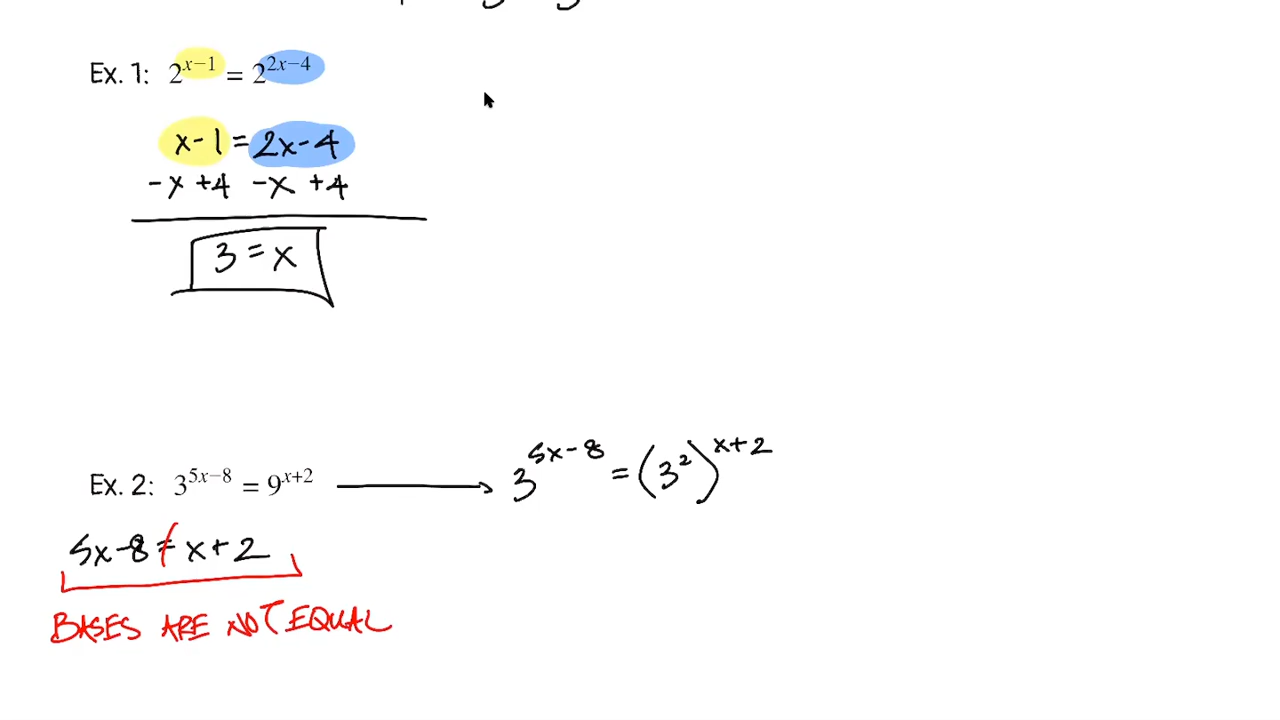 Ex. 1: 2^{x−1} = 2^{2x−4}
x-1 = 2x-4
-x +4 -x +4
3 = x
Ex. 2: 3^{5x−8} = 9^{x+2} → 3^{5x-8} = (3^2)^{x+2}
5x-8 ≠ x+2
BASES ARE NOT EQUAL